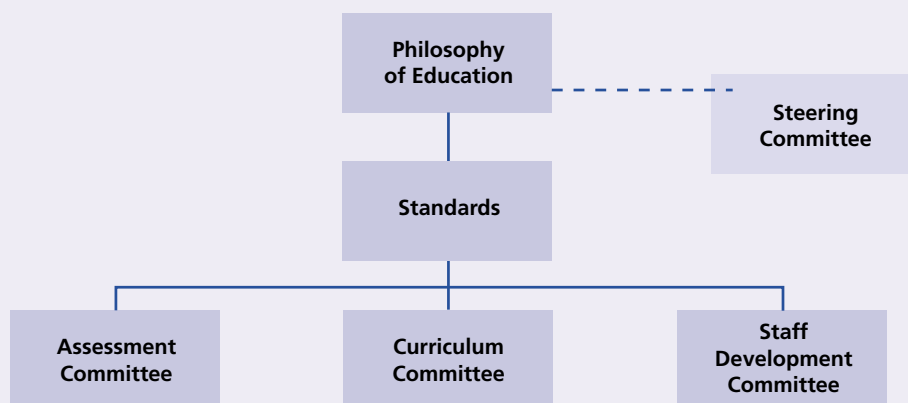 Philosophy
of Education
Steering
Committee
Standards
Assessment
Committee
Curriculum
Committee
Staff
Development
Committee